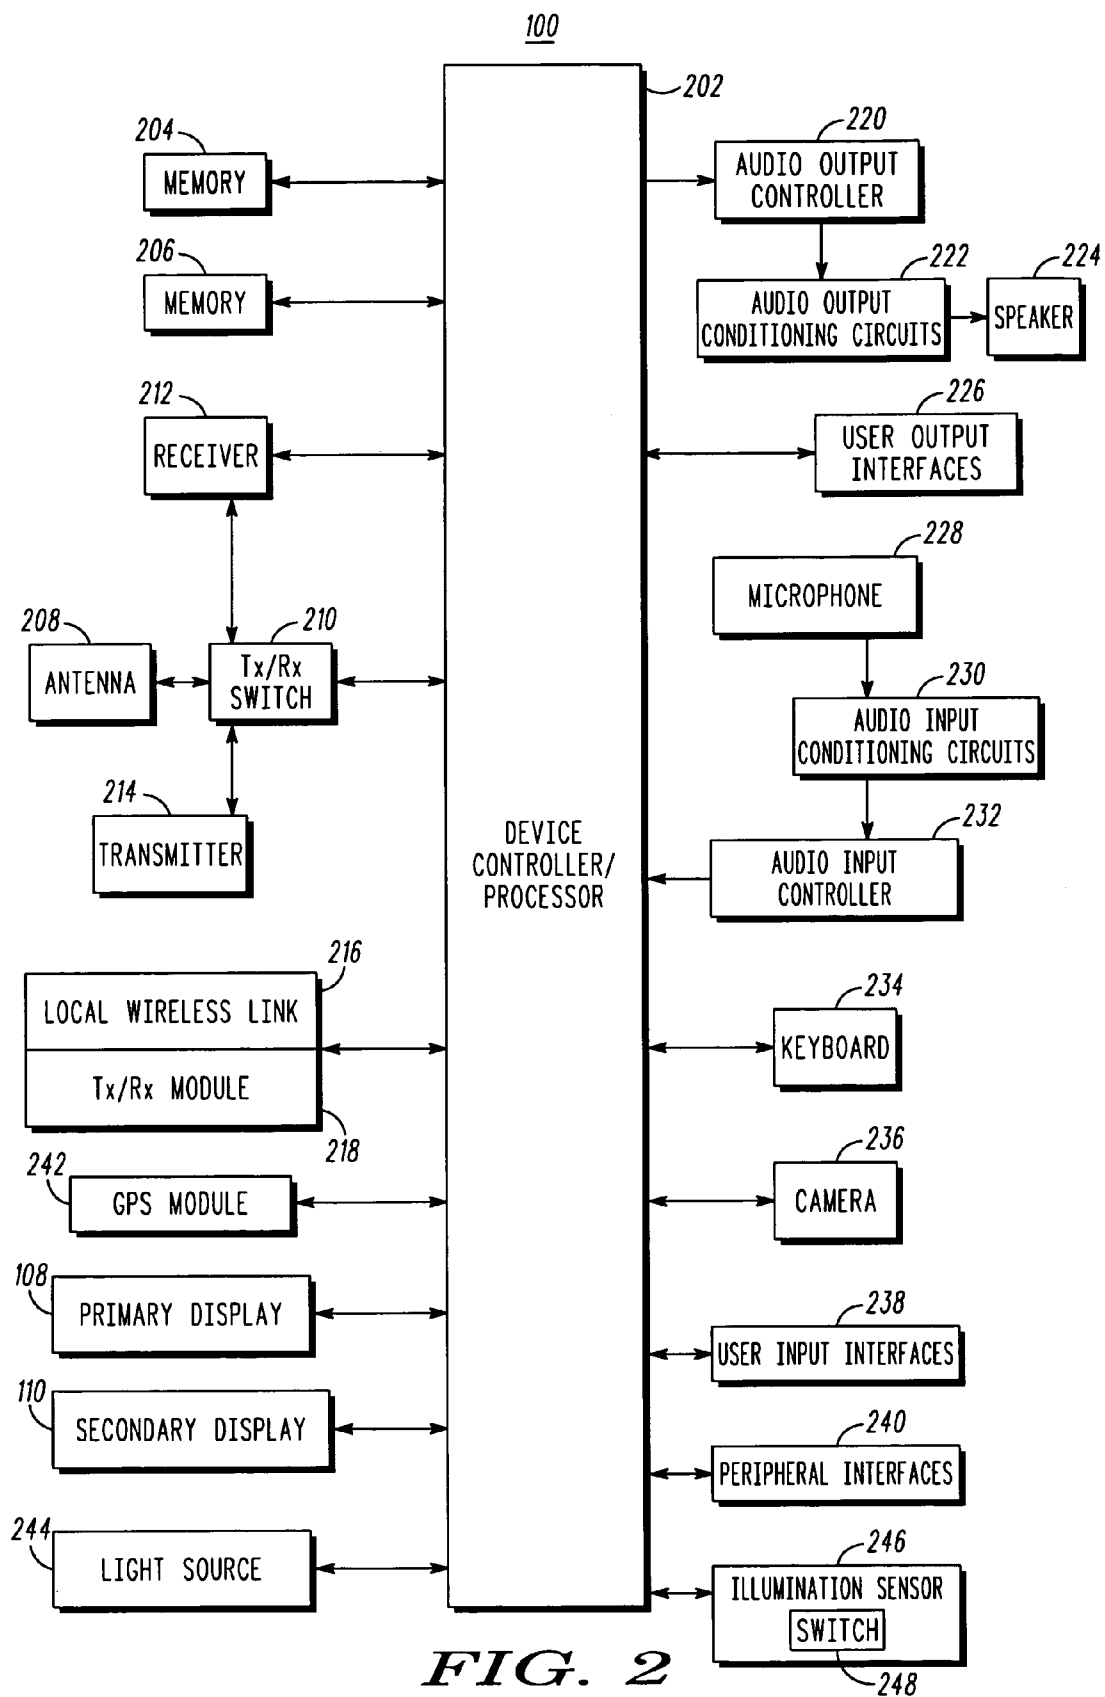 100
202
204
MEMORY
206
MEMORY
212
RECEIVER
208
ANTENNA
210
Tx/Rx
SWITCH
214
TRANSMITTER
216
LOCAL WIRELESS LINK
Tx/Rx MODULE
218
242
GPS MODULE
108
PRIMARY DISPLAY
110
SECONDARY DISPLAY
244
LIGHT SOURCE
DEVICE
CONTROLLER/
PROCESSOR
220
AUDIO OUTPUT
CONTROLLER
222
AUDIO OUTPUT
CONDITIONING CIRCUITS
224
SPEAKER
226
USER OUTPUT
INTERFACES
228
MICROPHONE
230
AUDIO INPUT
CONDITIONING CIRCUITS
232
AUDIO INPUT
CONTROLLER
234
KEYBOARD
236
CAMERA
238
USER INPUT INTERFACES
240
PERIPHERAL INTERFACES
246
ILLUMINATION SENSOR
SWITCH
248
FIG. 2